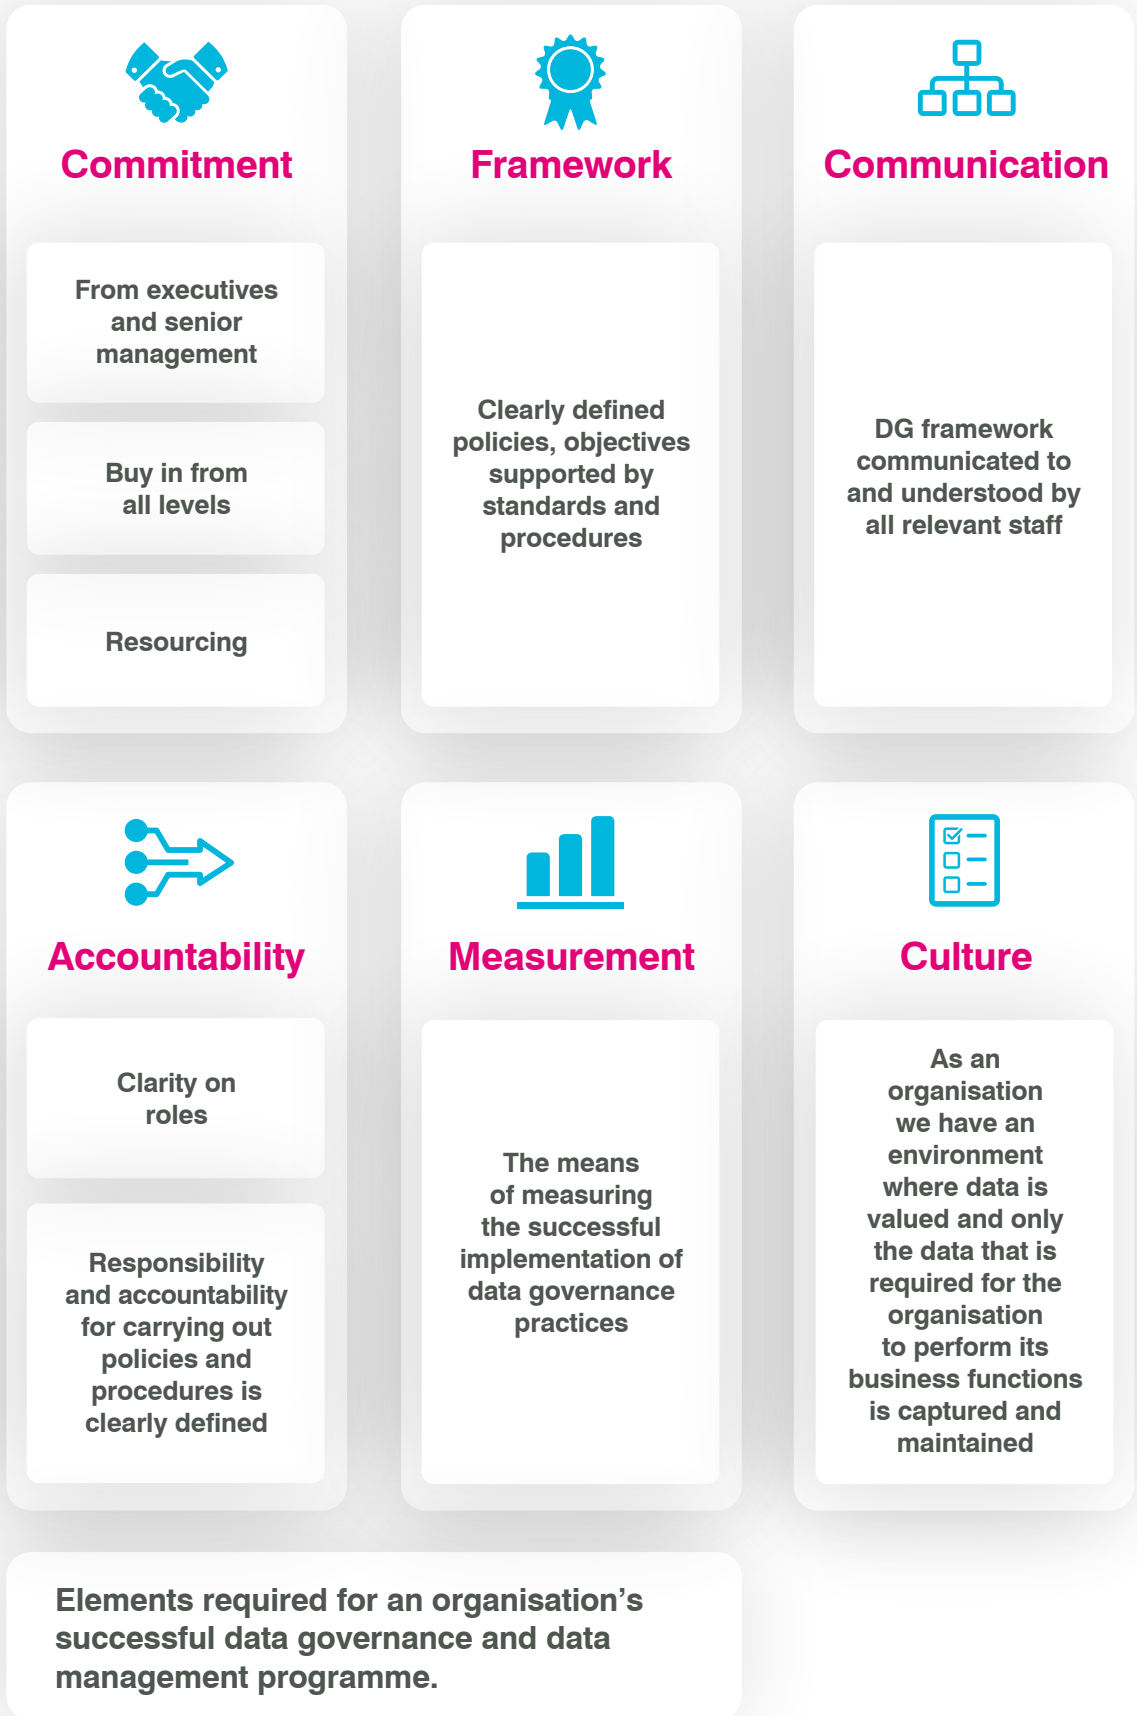 Commitment
From executives
and senior
management
Buy in from
all levels
Resourcing
Framework
Clearly defined
policies, objectives
supported by
standards and
procedures
Communication
DG framework
communicated to
and understood by
all relevant staff
Accountability
Clarity on
roles
Responsibility
and accountability
for carrying out
policies and
procedures is
clearly defined
Measurement
The means
of measuring
the successful
implementation of
data governance
practices
Culture
As an
organisation
we have an
environment
where data is
valued and only
the data that is
required for the
organisation
to perform its
business functions
is captured and
maintained
Elements required for an organisation’s
successful data governance and data
management programme.